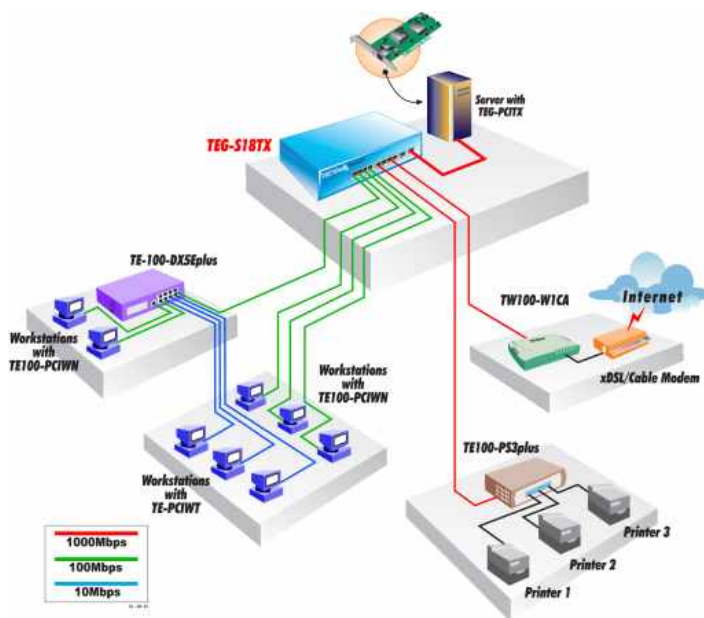 Server with
TEG-PCITX
TEG-S18TX
TE-100-DX5Eplus
Workstations
with
TE100-PCIWN
TW100-W1CA
Internet
xDSL/Cable Modem
Workstations
with
TE100-PCIWN
TE100-PS3plus
Workstations
with
TE-PCIWT
Printer 3
Printer 2
Printer 1
1000Mbps
100Mbps
10Mbps